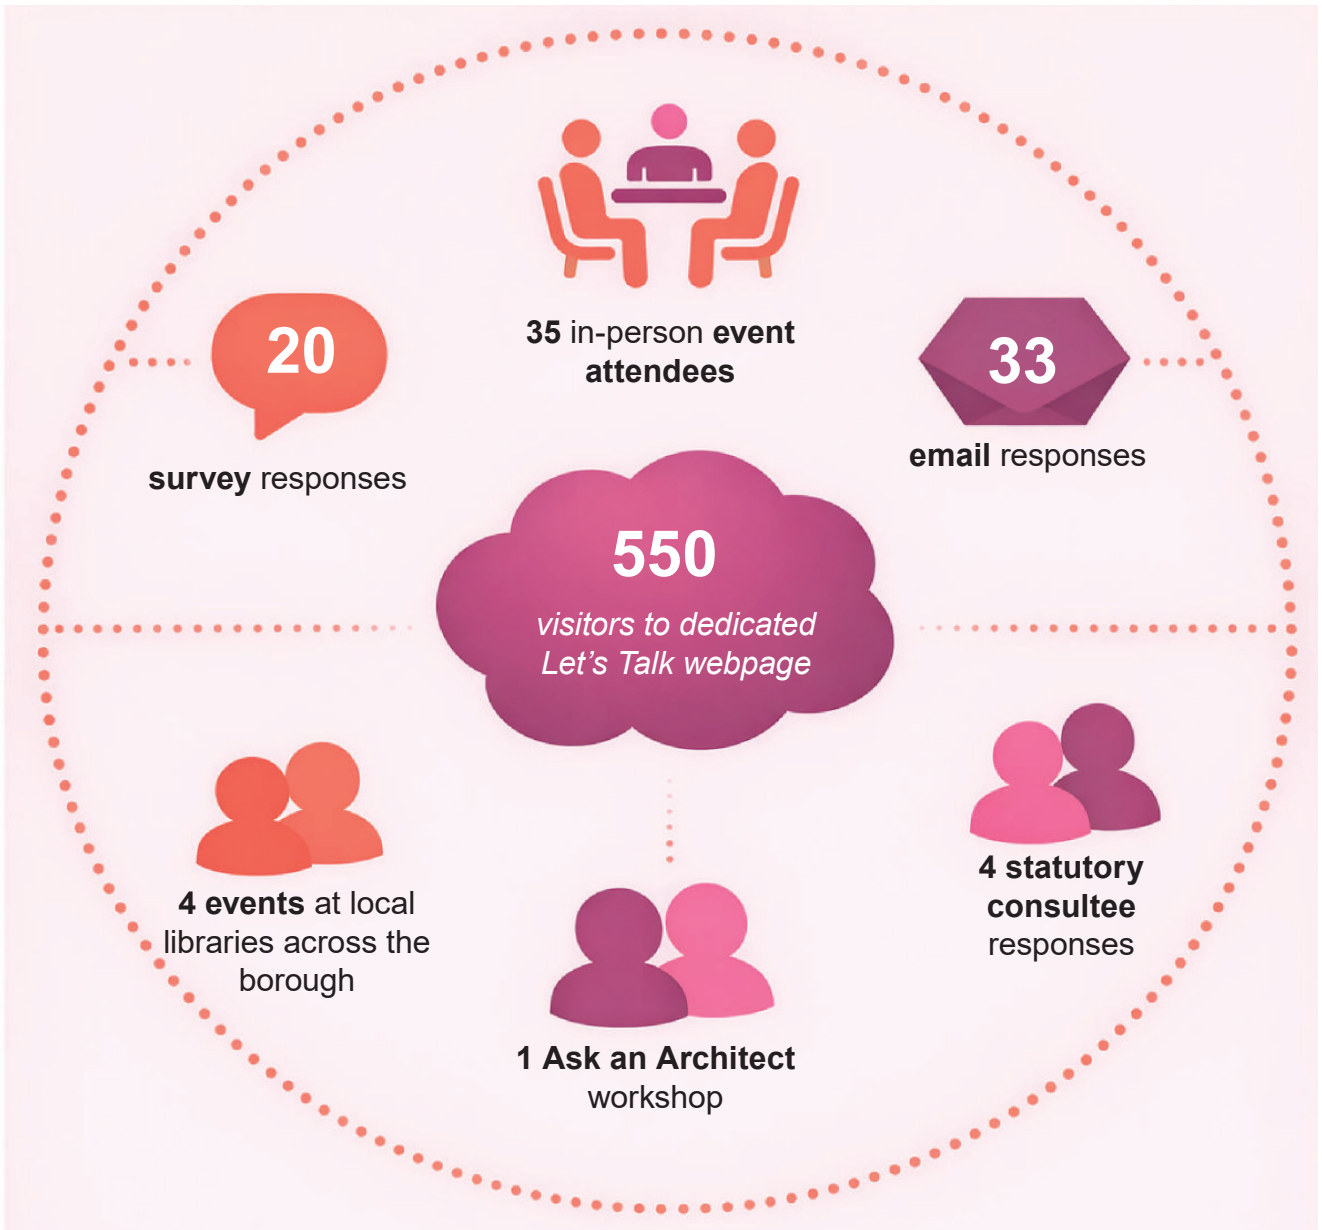 35 in-person event
attendees
20
survey responses
33
email responses
550
visitors to dedicated
Let’s Talk webpage
4 events at local
libraries across the
borough
1 Ask an Architect
workshop
4 statutory
consultee
responses